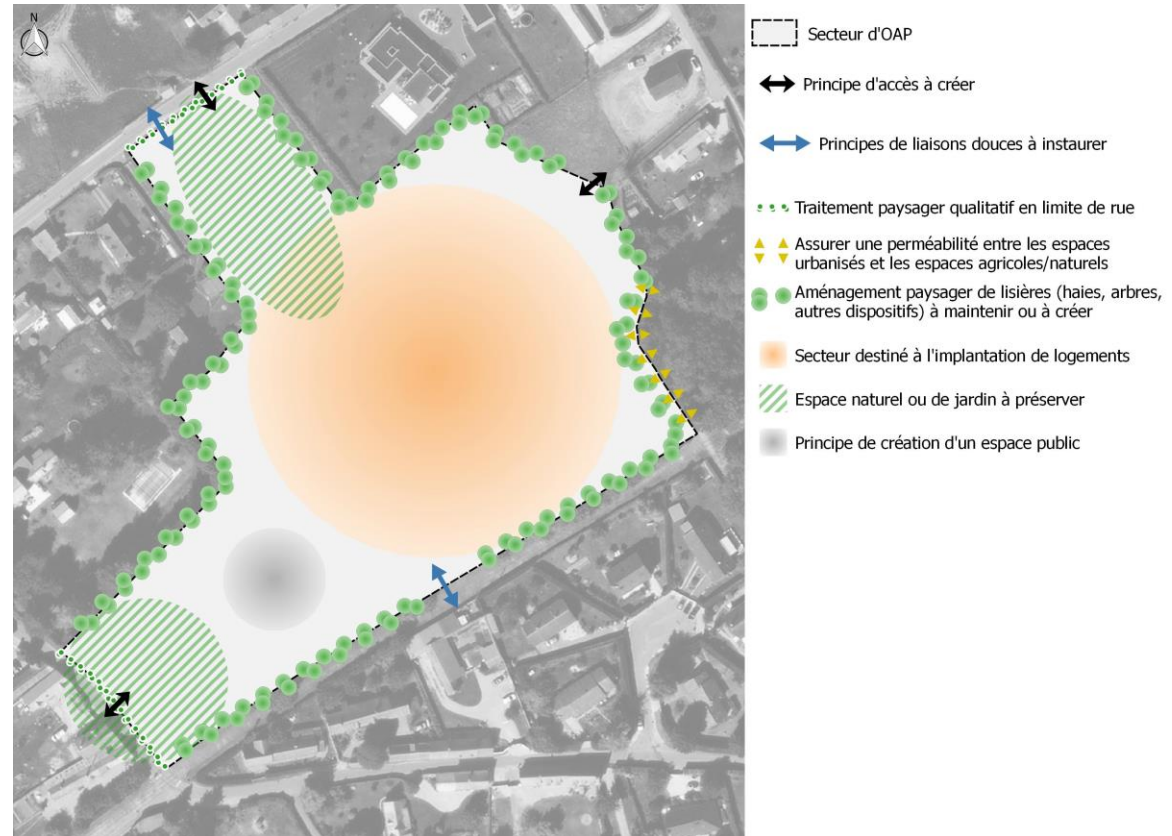 N
Secteur d'OAP
Principe d'accès à créer
Principes de liaisons douces à instaurer
Traitement paysager qualitatif en limite de rue
Assurer une perméabilité entre les espaces
urbanisés et les espaces agricoles/naturels
Aménagement paysager de lisières (haies, arbres,
autres dispositifs) à maintenir ou à créer
Secteur destiné à l'implantation de logements
Espace naturel ou de jardin à préserver
Principe de création d'un espace public